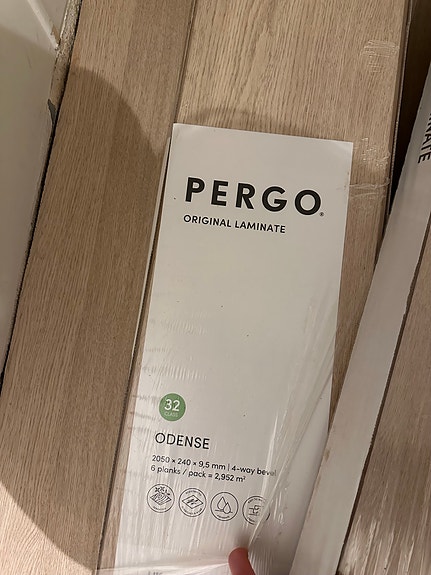 PERGO®
ORIGINAL LAMINATE
32
CLASS
ODENSE
2050 × 240 × 9,5 mm | 4-way bevel
6 planks / pack = 2,952 m²